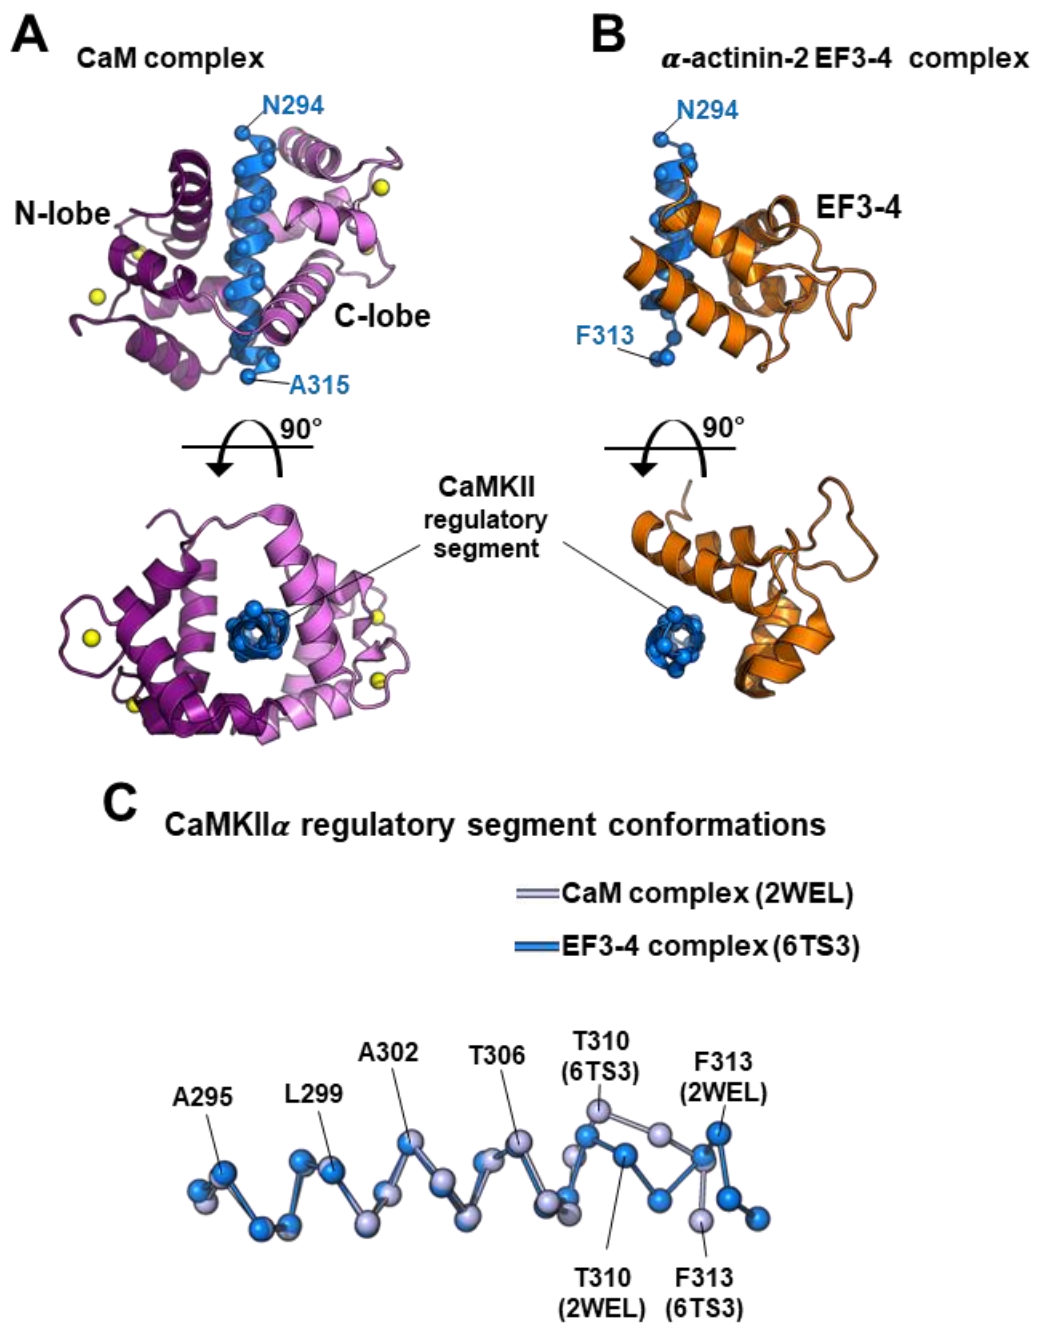 A
CaM complex
N294
N-lobe
C-lobe
A315
90°
B
α-actinin-2 EF3-4 complex
N294
EF3-4
F313
90°
CaMKII
regulatory
segment
C
CaMKIIα regulatory segment conformations
CaM complex (2WEL)
EF3-4 complex (6TS3)
A295
L299
A302
T306
T310
(6TS3)
F313
(2WEL)
T310
(2WEL)
F313
(6TS3)